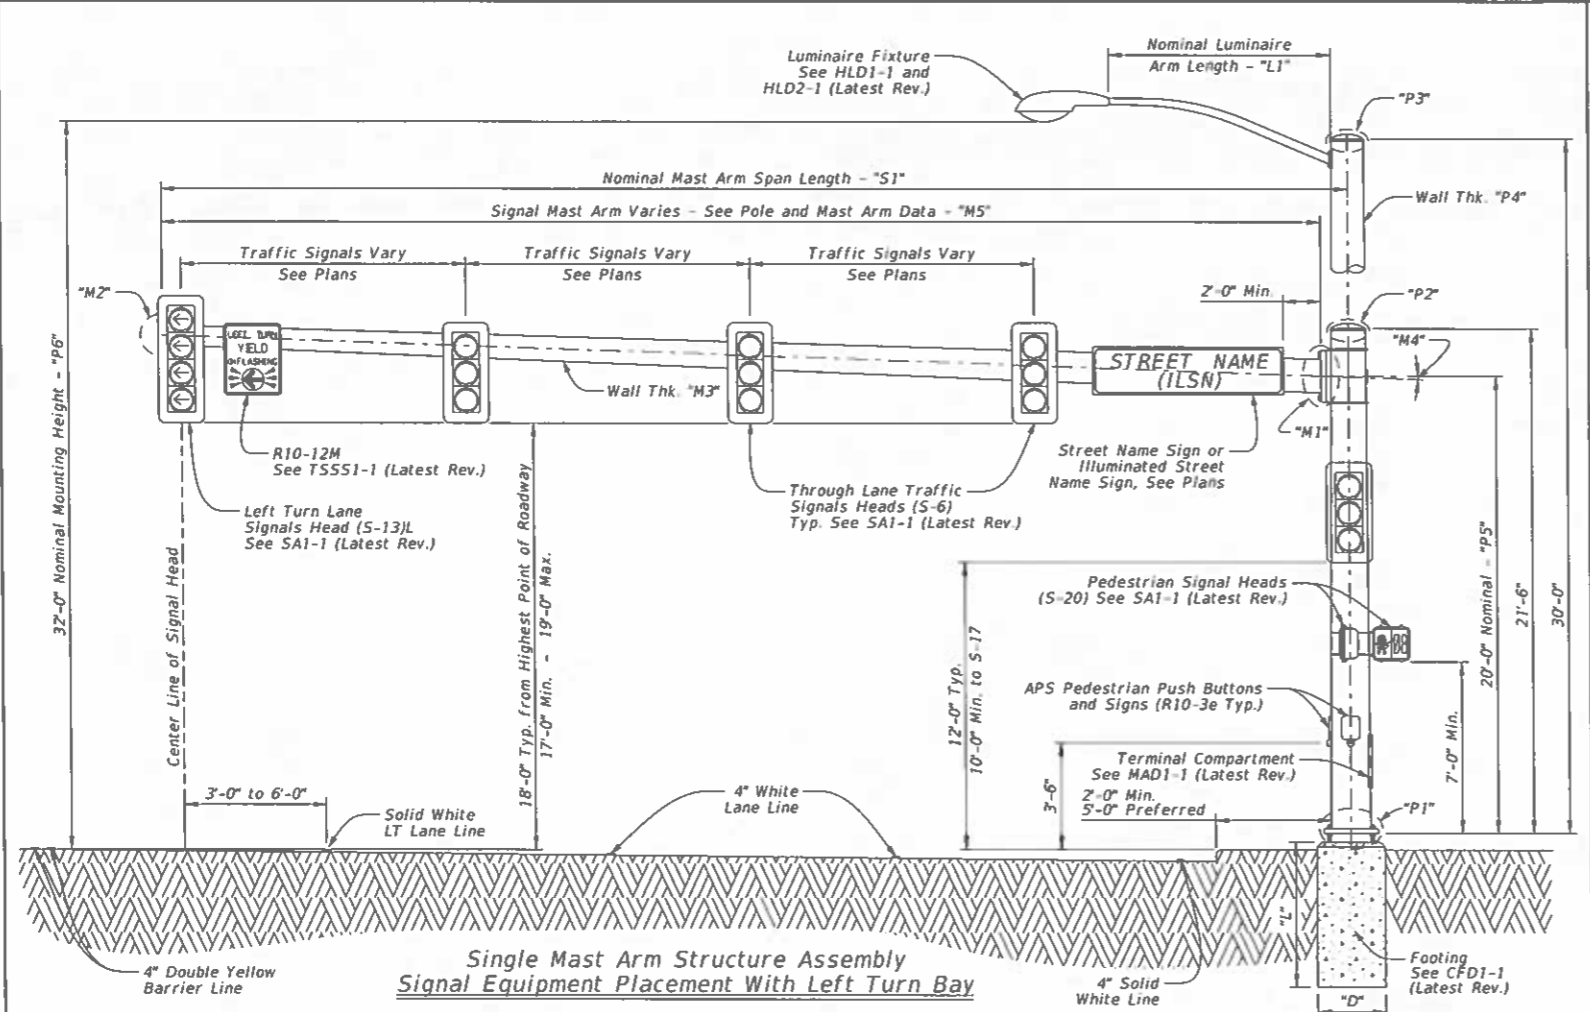 Nominal Luminaire
Arm Length - "L1"
Luminaire Fixture
See HLD1-1 and
HLD2-1 (Latest Rev.)
"P3"
Nominal Mast Arm Span Length - "S1"
Wall Thk. "P4"
Signal Mast Arm Varies - See Pole and Mast Arm Data - "M5"
Traffic Signals Vary
See Plans
Traffic Signals Vary
See Plans
Traffic Signals Vary
See Plans
"M2"
2'-0" Min.
"P2"
"M4"
LEFT TURN
YIELD
ON FLASHING
STREET NAME
(ILSN)
Wall Thk. "M3"
"M1"
R10-12M
See TSSS1-1 (Latest Rev.)
Street Name Sign or
Illuminated Street
Name Sign, See Plans
Left Turn Lane
Signals Head (S-13)L
See SA1-1 (Latest Rev.)
Through Lane Traffic
Signals Heads (S-6)
Typ. See SA1-1 (Latest Rev.)
32'-0" Nominal Mounting Height - "P6"
Center Line of Signal Head
18'-0" Typ. from Highest Point of Roadway
17'-0" Min. - 19'-0" Max.
Pedestrian Signal Heads
(S-20) See SA1-1 (Latest Rev.)
12'-0" Typ.
10'-0" Min. to S-17
20'-0" Nominal - "P5"
21'-6"
30'-0"
APS Pedestrian Push Buttons
and Signs (R10-3e Typ.)
7'-0" Min.
3'-6"
Terminal Compartment
See MAD1-1 (Latest Rev.)
2'-0" Min.
5'-0" Preferred
3'-0" to 6'-0"
Solid White
LT Lane Line
4" White
Lane Line
"P1"
"L"
4" Double Yellow
Barrier Line
Single Mast Arm Structure Assembly
Signal Equipment Placement With Left Turn Bay
4" Solid
White Line
Footing
See CFD1-1
(Latest Rev.)
"D"